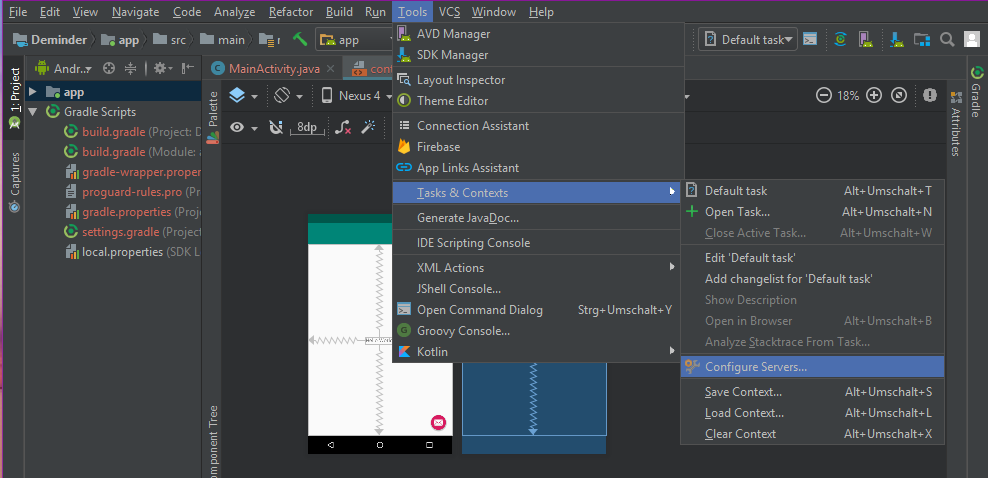 File Edit View Navigate Code Analyze Refactor Build Run Tools VCS Window Help
Deminder app src main app Default task
Andr...
MainActivity.java
Nexus 4 18%
8dp
1: Project
Captures
Palette
Component Tree
Gradle
Attributes
app
Gradle Scripts
build.gradle (Project: D
build.gradle (Module: a
gradle-wrapper.proper
proguard-rules.pro (
gradle.properties (Proj
settings.gradle (Projec
local.properties (SDK L
AVD Manager
SDK Manager
Layout Inspector
Theme Editor
Connection Assistant
Firebase
App Links Assistant
Tasks & Contexts
Generate JavaDoc...
IDE Scripting Console
XML Actions
JShell Console...
Open Command Dialog Strg+Umschalt+Y
Groovy Console...
Kotlin
Default task Alt+Umschalt+T
Open Task... Alt+Umschalt+N
Close Active Task... Alt+Umschalt+W
Edit 'Default task'
Add changelist for 'Default task'
Show Description
Open in Browser Alt+Umschalt+B
Analyze Stacktrace From Task...
Configure Servers...
Save Context... Alt+Umschalt+S
Load Context... Alt+Umschalt+L
Clear Context Alt+Umschalt+X